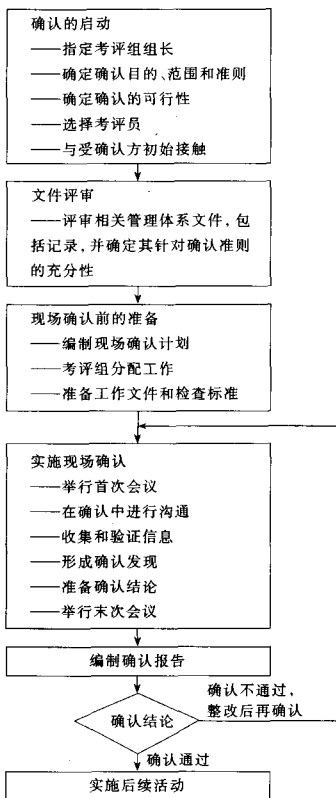 确认的启动
——指定考评组组长
——确定确认目的、范围和准则
——确定确认的可行性
——选择考评员
——与受确认方初始接触
文件评审
——评审相关管理体系文件，包
括记录，并确定其针对确认准则
的充分性
现场确认前的准备
——编制现场确认计划
——考评组分配工作
——准备工作文件和检查标准
实施现场确认
——举行首次会议
——在确认中进行沟通
——收集和验证信息
——形成确认发现
——准备确认结论
——举行末次会议
编制确认报告
确认不通过，
整改后再确认
确认结论
确认通过
实施后续活动